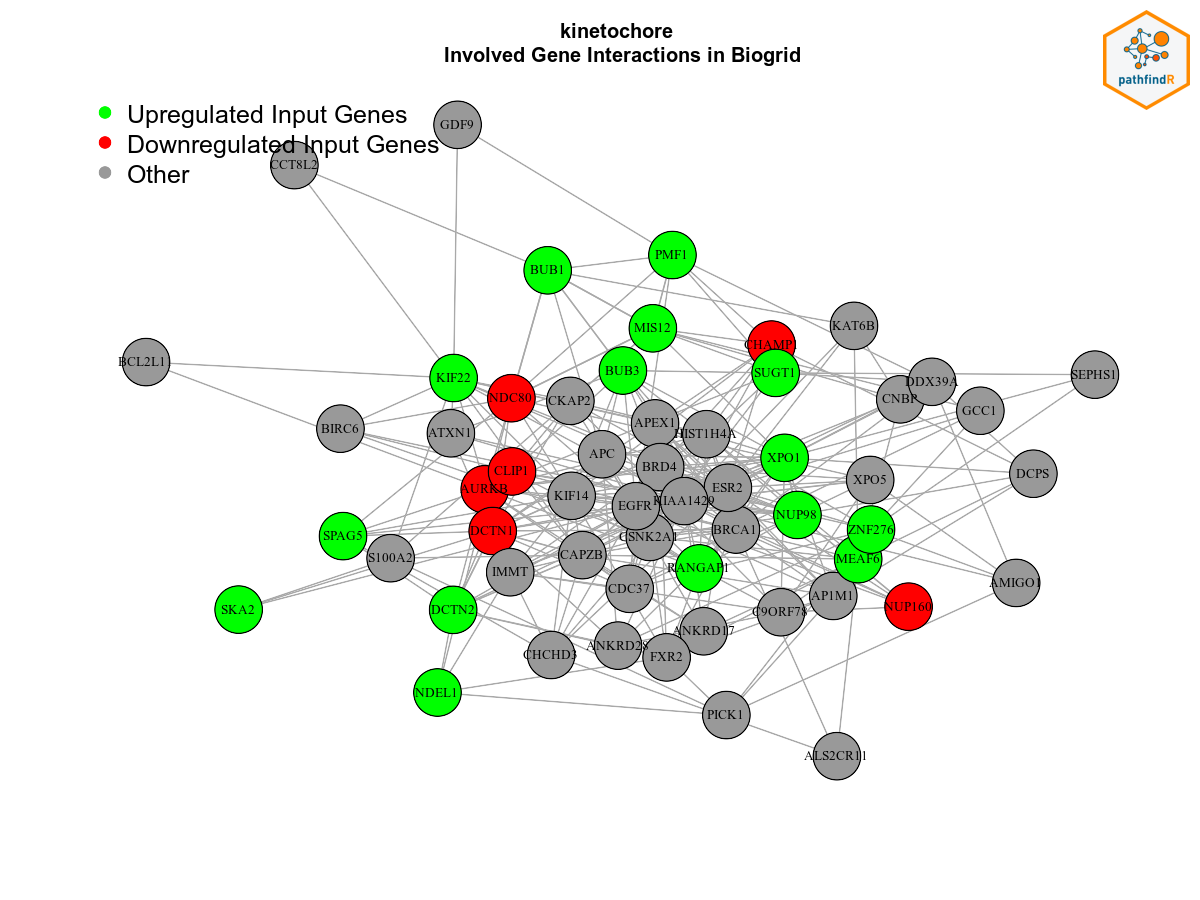 kinetochore
Involved Gene Interactions in Biogrid
pathfindR
Upregulated Input Genes
Downregulated Input Genes
Other
GDF9
CCT8L2
PMF1
BUB1
MIS12
KAT6B
CHAMP1
BCL2L1
BUB3
SUGT1
SEPHS1
KIF22
DDX39A
NDC80
CKAP2
CNBP
GCC1
BIRC6
ATXN1
APEX1
HIST1H4A
APC
XPO1
BRD4
CLIP1
DCPS
AURKB
XPO5
ESR2
KIF14
KIAA1429
EGFR
NUP98
DCTN1
BRCA1
ZNF276
SPAG5
CSNK2A1
S100A2
CAPZB
MEAF6
IMMT
RANGAP1
AMIGO1
CDC37
AP1M1
SKA2
DCTN2
C9ORF78
NUP160
ANKRD17
CHCHD3
FXR2
NDEL1
PICK1
ALS2CR11